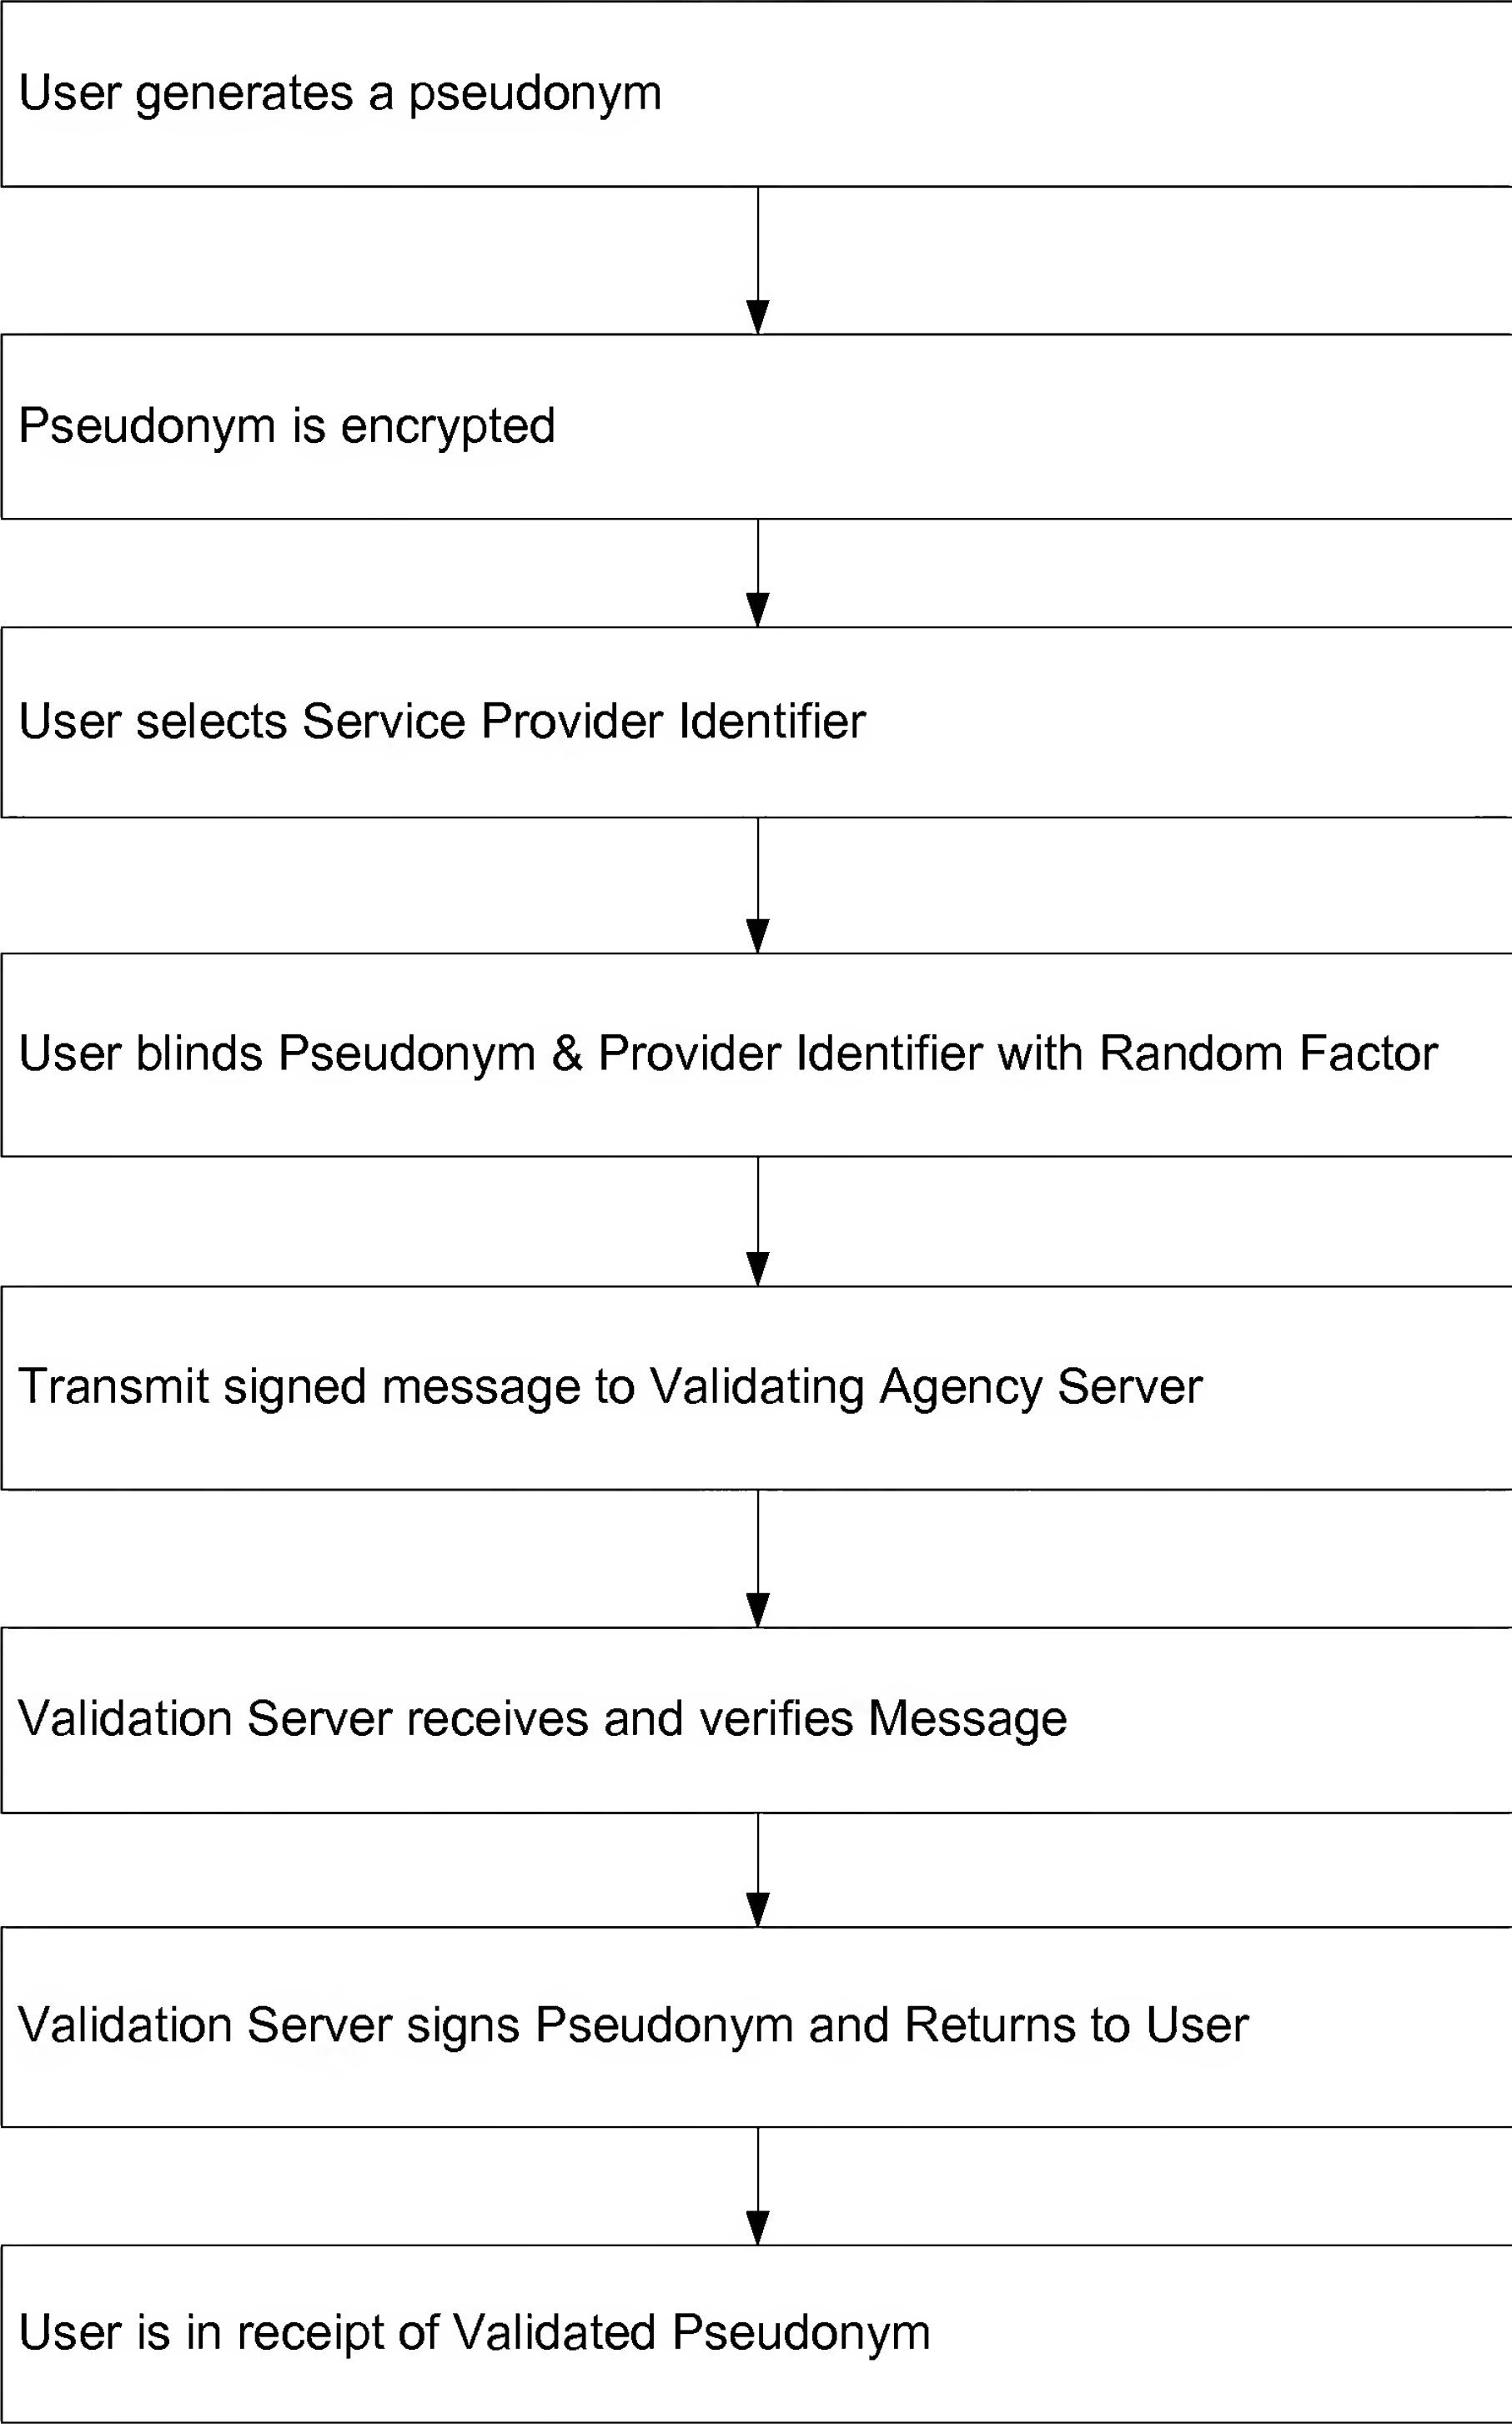 User generates a pseudonym
Pseudonym is encrypted
User selects Service Provider Identifier
User blinds Pseudonym & Provider Identifier with Random Factor
Transmit signed message to Validating Agency Server
Validation Server receives and verifies Message
Validation Server signs Pseudonym and Returns to User
User is in receipt of Validated Pseudonym